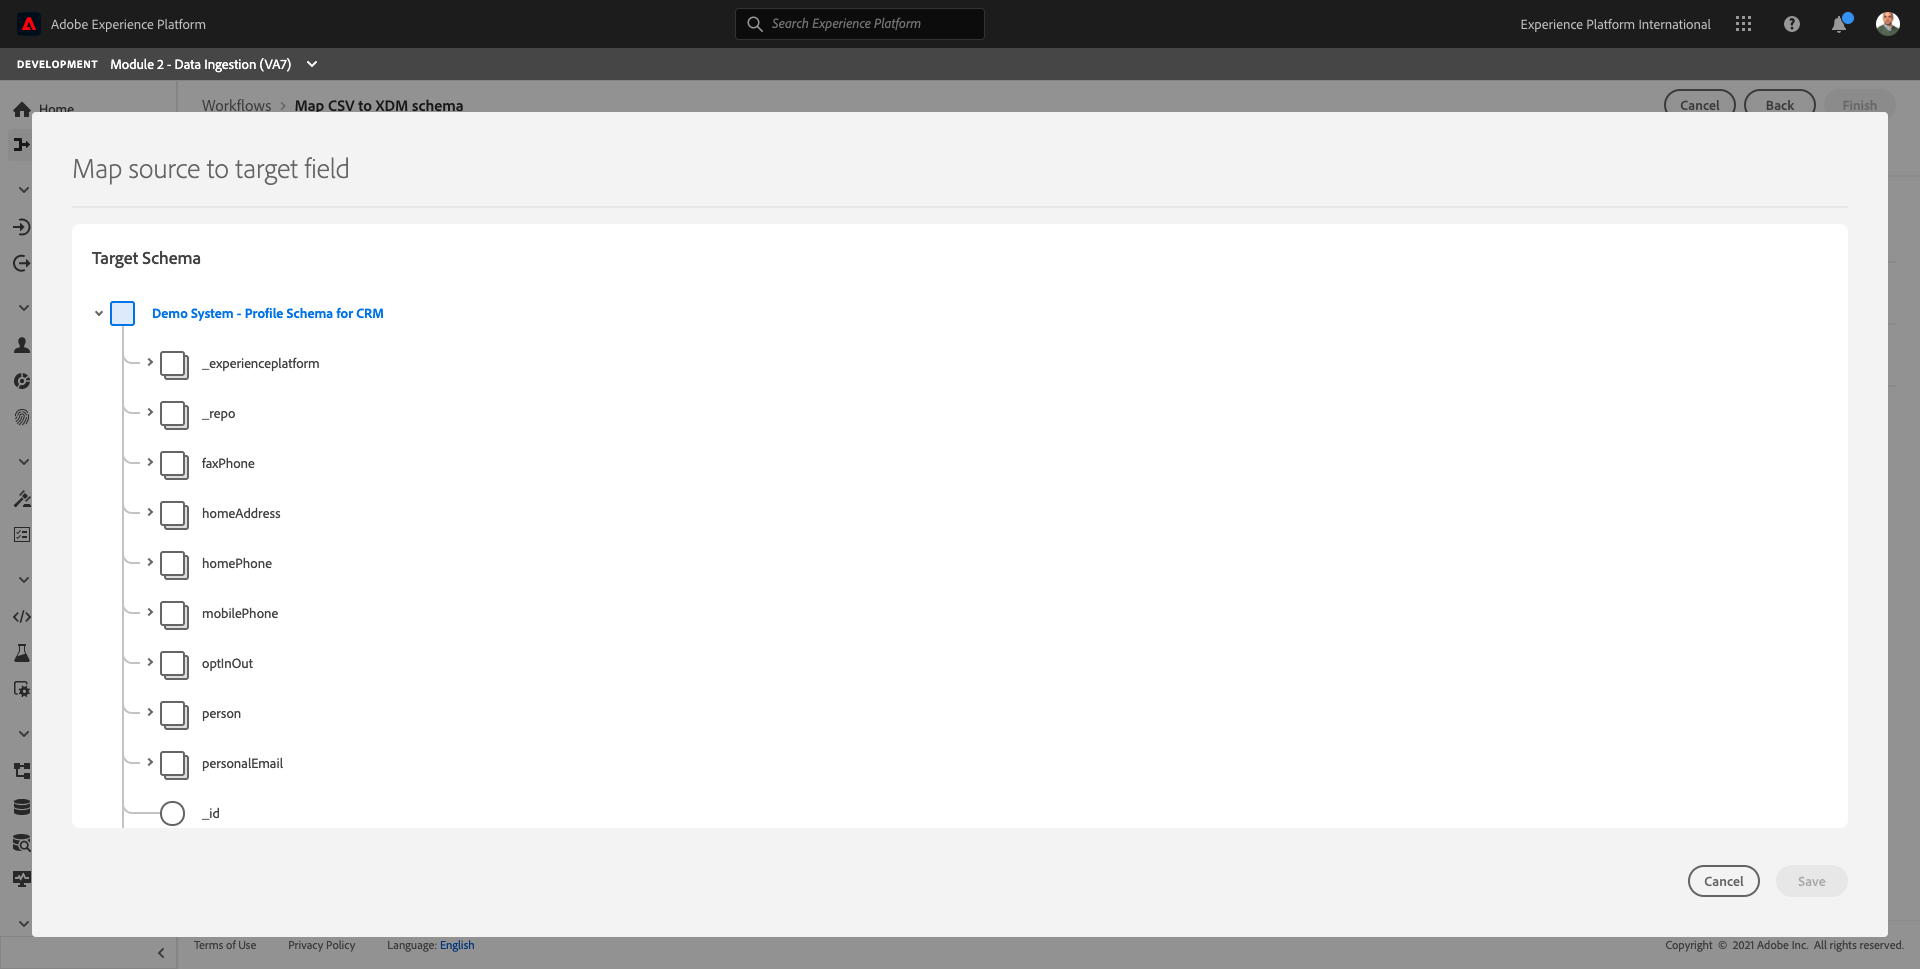 Adobe Experience Platform
Search Experience Platform
Experience Platform International
DEVELOPMENT Module 2 - Data Ingestion (VA7)
Home
Workflows > Map CSV to XDM schema
Cancel
Back
Finish
Map source to target field
Target Schema
Demo System - Profile Schema for CRM
_experienceplatform
_repo
faxPhone
homeAddress
homePhone
mobilePhone
optInOut
person
personalEmail
_id
Cancel
Save
Terms of Use
Privacy Policy
Language: English
Copyright © 2021 Adobe Inc. All rights reserved.